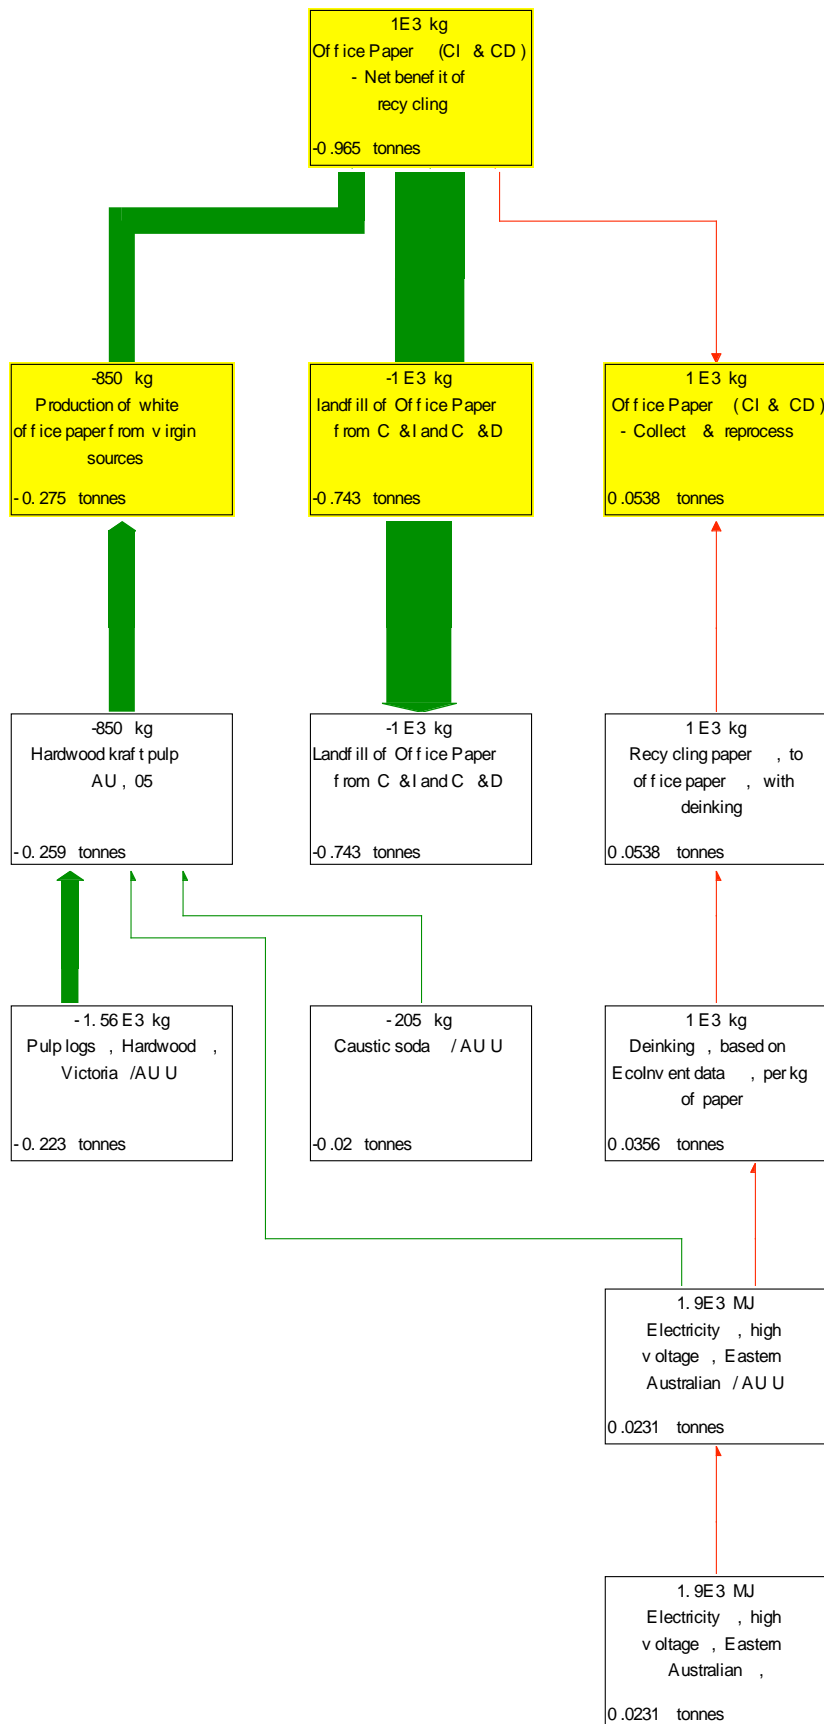 1E3 kg
Office Paper (CI & CD)
- Net benefit of
recycling
-0.965 tonnes
-850 kg
Production of white
office paper from virgin
sources
-0.275 tonnes
-1E3 kg
landfill of Office Paper
from C&I and C&D
-0.743 tonnes
1E3 kg
Office Paper (CI & CD)
- Collect & reprocess
0.0538 tonnes
-850 kg
Hardwood kraft pulp
AU, 05
-0.259 tonnes
-1E3 kg
Landfill of Office Paper
from C&I and C&D
-0.743 tonnes
1E3 kg
Recycling paper, to
office paper, with
deinking
0.0538 tonnes
-1.56E3 kg
Pulp logs, Hardwood,
Victoria/AU U
-0.223 tonnes
-205 kg
Caustic soda /AU U
-0.02 tonnes
1E3 kg
Deinking, based on
EcoInvent data, per kg
of paper
0.0356 tonnes
1.9E3 MJ
Electricity, high
voltage, Eastern
Australian/AU U
0.0231 tonnes
1.9E3 MJ
Electricity, high
voltage, Eastern
Australian,
0.0231 tonnes